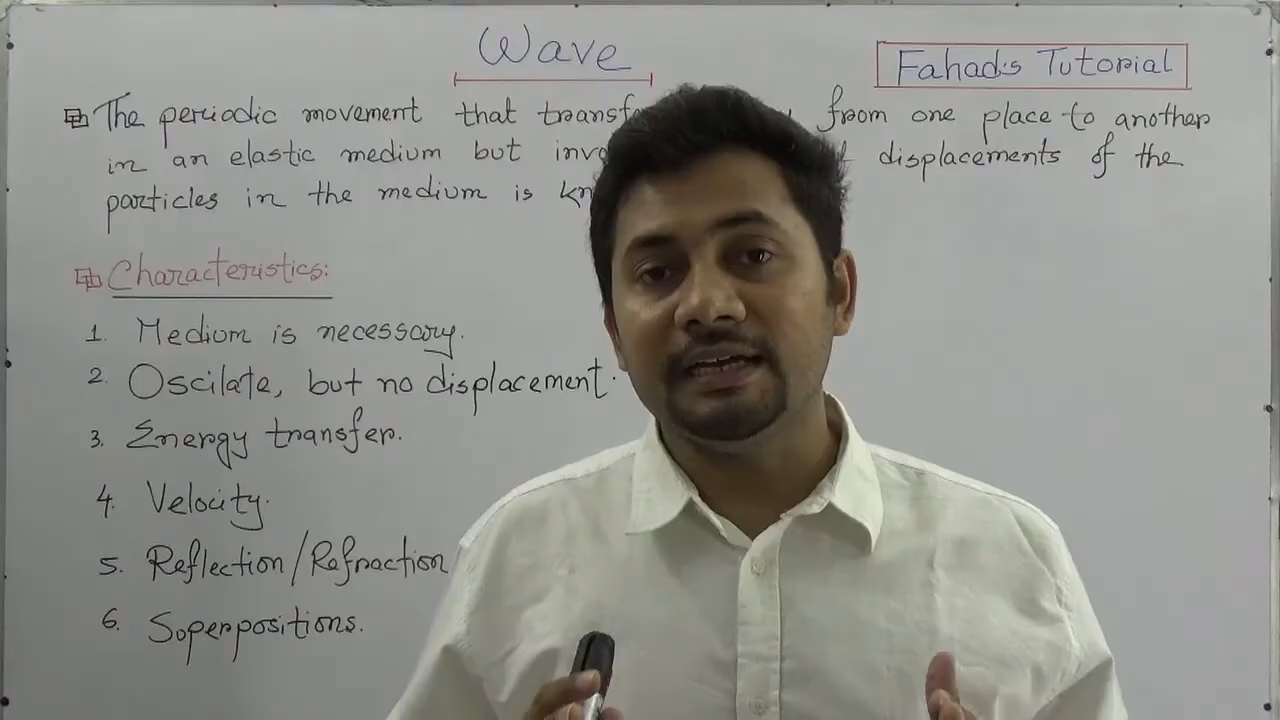 Wave
Fahad's Tutorial
The periodic movement that transf from one place to another
in an elastic medium but invo displacements of the
particles in the medium is kn
Characteristics:
1. Medium is necessary.
2. Oscilate, but no displacement.
3. Energy transfer.
4. Velocity.
5. Reflection/Refraction
6. Soperpositions.